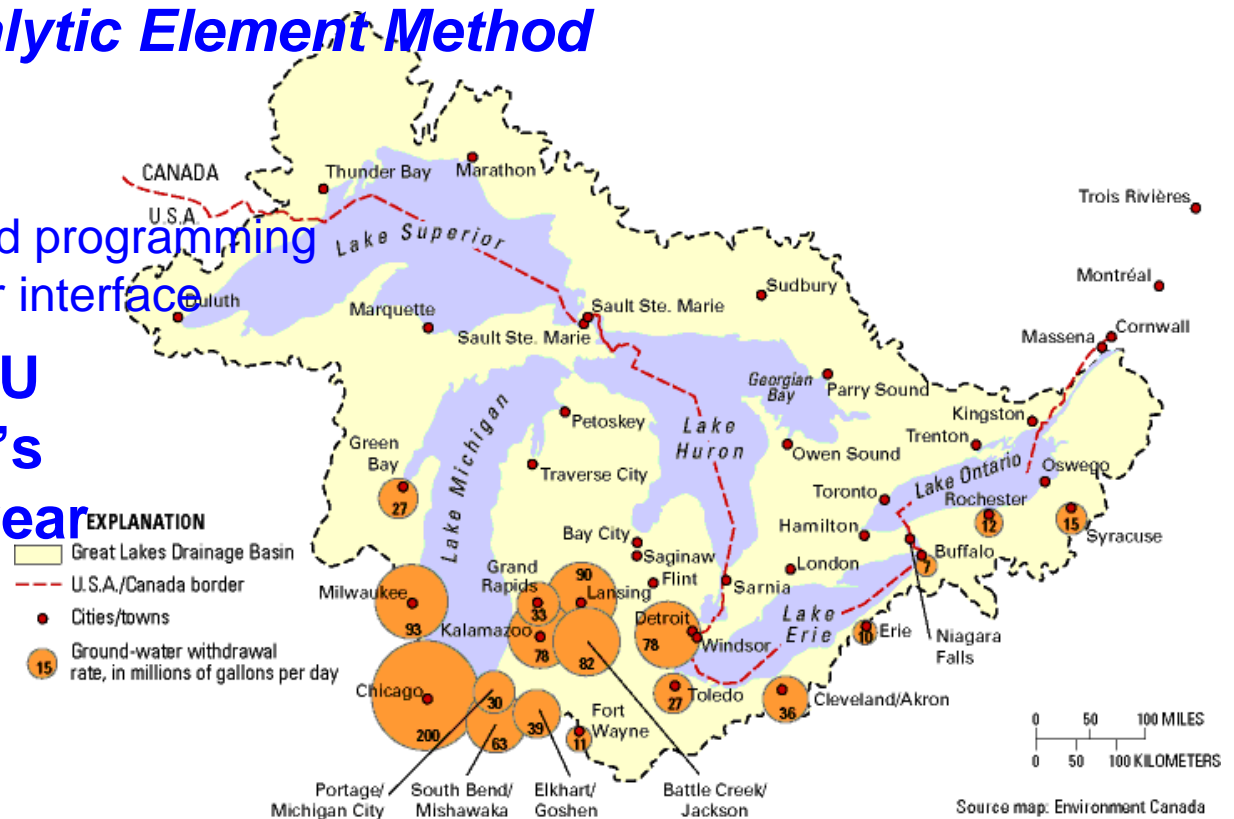 lytic Element Method
CANADA
U.S.A.
d programming
r interface
U
’s
ear
Thunder Bay
Marathon
Lake Superior
Duluth
Marquette
Sault Ste. Marie
Sault Ste. Marie
Sudbury
Trois Rivières
Montréal
Cornwall
Massena
Georgian
Bay
Parry Sound
Kingston
Trenton
Petoskey
Lake
Huron
Lake Michigan
Green
Bay
27
Traverse City
Owen Sound
Lake Ontario
Oswego
Toronto
Rochester
12
15
Syracuse
Hamilton
Bay City
Saginaw
Flint
Buffalo
7
London
Sarnia
EXPLANATION
Great Lakes Drainage Basin
U.S.A./Canada border
Cities/towns
15
Ground-water withdrawal
rate, in millions of gallons per day
Milwaukee
93
Grand
Rapids
33
90
Lansing
Kalamazoo
78
82
Detroit
78
Windsor
Lake
Erie
10
Erie
Niagara
Falls
Chicago
200
30
63
39
Fort
Wayne
11
27
Toledo
36
Cleveland/Akron
0 50 100 MILES
0 50 100 KILOMETERS
Portage/
Michigan City
South Bend/
Mishawaka
Elkhart/
Goshen
Battle Creek/
Jackson
Source map: Environment Canada